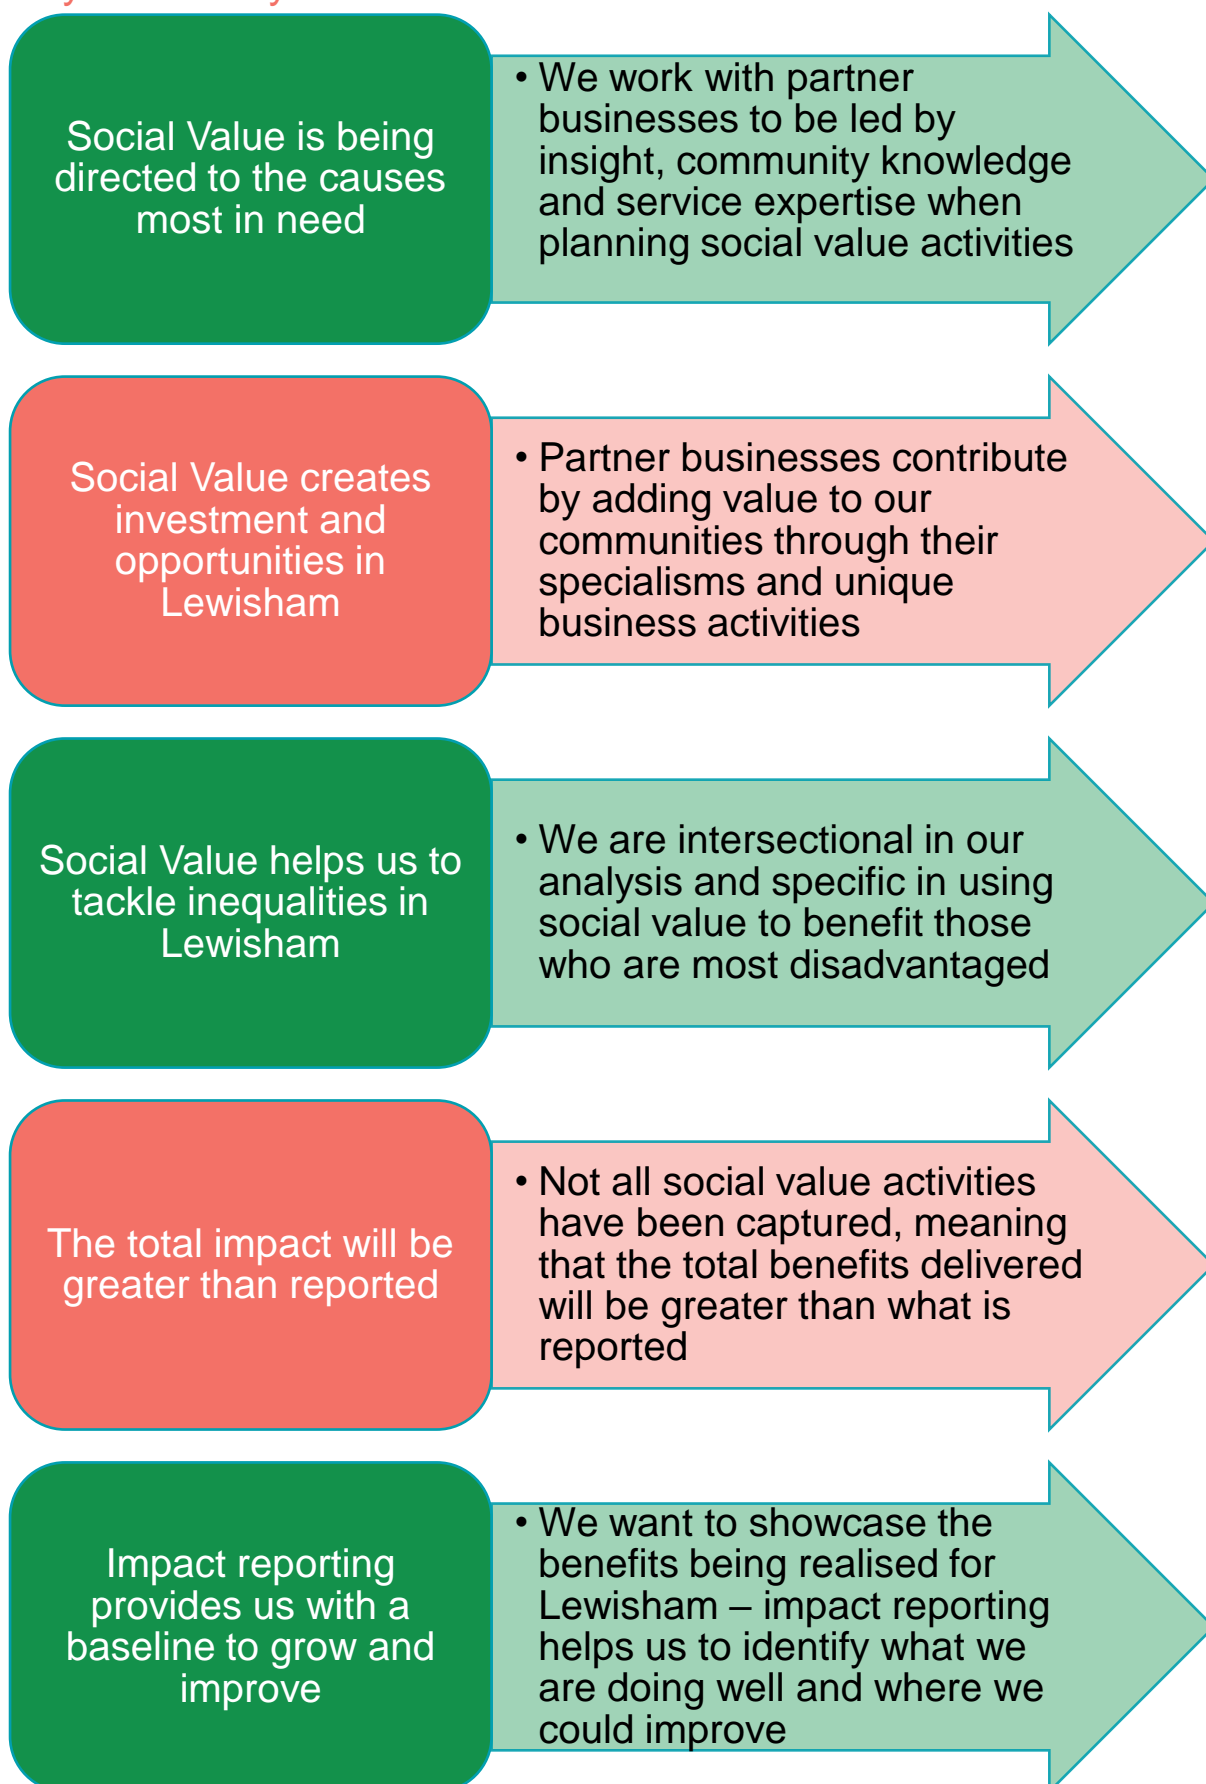 Social Value is being
directed to the causes
most in need
• We work with partner
businesses to be led by
insight, community knowledge
and service expertise when
planning social value activities
Social Value creates
investment and
opportunities in
Lewisham
• Partner businesses contribute
by adding value to our
communities through their
specialisms and unique
business activities
Social Value helps us to
tackle inequalities in
Lewisham
• We are intersectional in our
analysis and specific in using
social value to benefit those
who are most disadvantaged
The total impact will be
greater than reported
• Not all social value activities
have been captured, meaning
that the total benefits delivered
will be greater than what is
reported
Impact reporting
provides us with a
baseline to grow and
improve
• We want to showcase the
benefits being realised for
Lewisham – impact reporting
helps us to identify what we
are doing well and where we
could improve